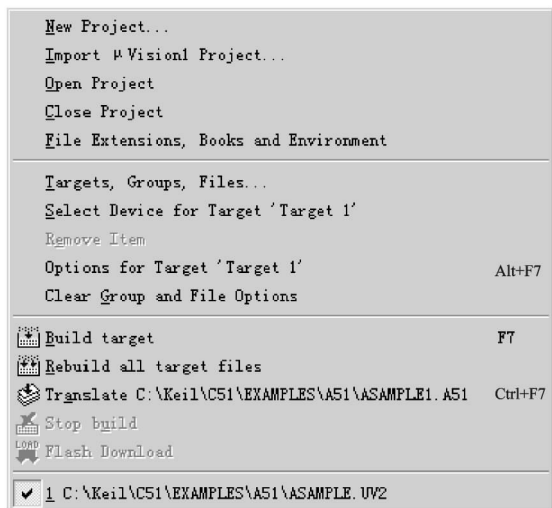 New Project...
Import μVision1 Project...
Open Project
Close Project
File Extensions, Books and Environment
Targets, Groups, Files...
Select Device for Target 'Target 1'
Remove Item
Options for Target 'Target 1' Alt+F7
Clear Group and File Options
Build target F7
Rebuild all target files
Translate C:\Keil\C51\EXAMPLES\A51\ASAMPLE1.A51 Ctrl+F7
Stop build
LOAD Flash Download
1 C:\Keil\C51\EXAMPLES\A51\ASAMPLE.UV2